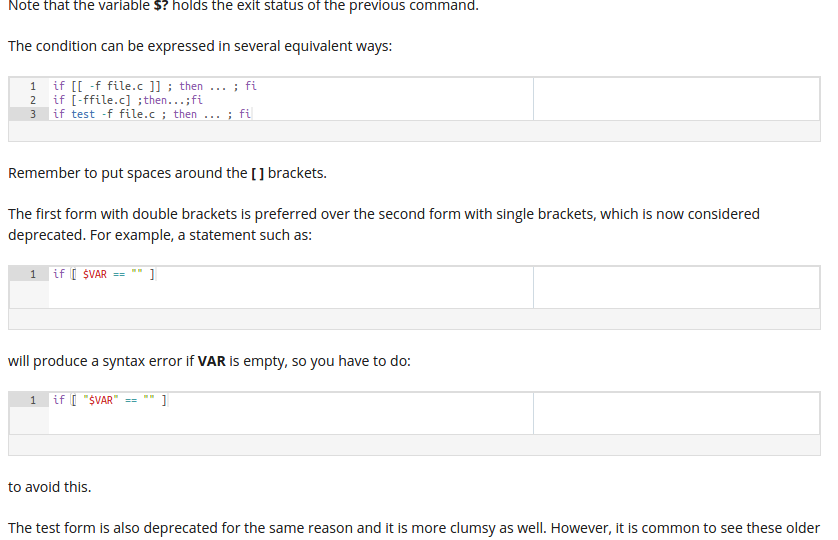 Note that the variable $? holds the exit status of the previous command.
The condition can be expressed in several equivalent ways:
1 if [[ -f file.c ]] ; then ... ; fi
2 if [-ffile.c] ;then...;fi
3 if test -f file.c ; then ... ; fi
Remember to put spaces around the [ ] brackets.
The first form with double brackets is preferred over the second form with single brackets, which is now considered
deprecated. For example, a statement such as:
1 if [ $VAR == "" ]
will produce a syntax error if VAR is empty, so you have to do:
1 if [ "$VAR" == "" ]
to avoid this.
The test form is also deprecated for the same reason and it is more clumsy as well. However, it is common to see these older